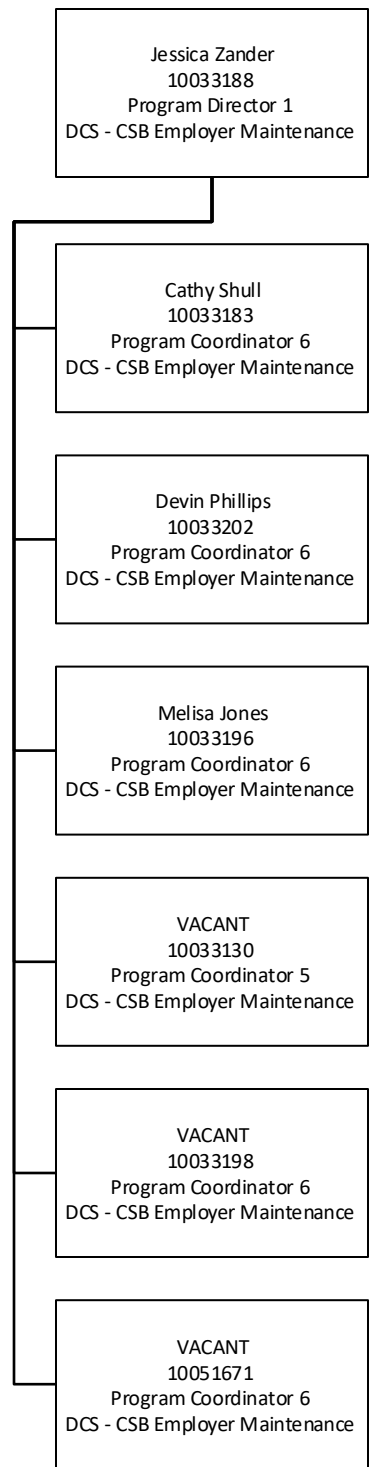 Jessica Zander
10033188
Program Director 1
DCS - CSB Employer Maintenance
Cathy Shull
10033183
Program Coordinator 6
DCS - CSB Employer Maintenance
Devin Phillips
10033202
Program Coordinator 6
DCS - CSB Employer Maintenance
Melisa Jones
10033196
Program Coordinator 6
DCS - CSB Employer Maintenance
VACANT
10033130
Program Coordinator 5
DCS - CSB Employer Maintenance
VACANT
10033198
Program Coordinator 6
DCS - CSB Employer Maintenance
VACANT
10051671
Program Coordinator 6
DCS - CSB Employer Maintenance